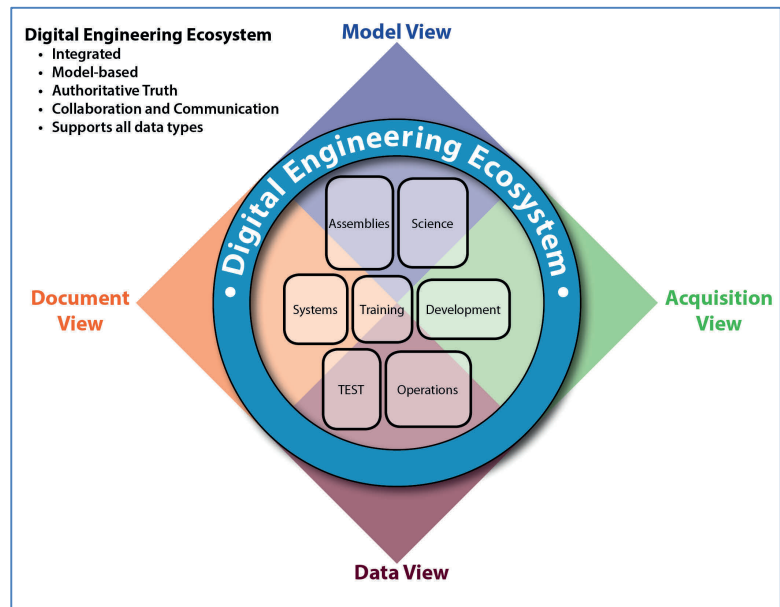 Digital Engineering Ecosystem
• Integrated
• Model-based
• Authoritative Truth
• Collaboration and Communication
• Supports all data types
Model View
• Digital Engineering Ecosystem •
Assemblies
Science
Document
View
Systems
Training
Development
Acquisition
View
TEST
Operations
Data View